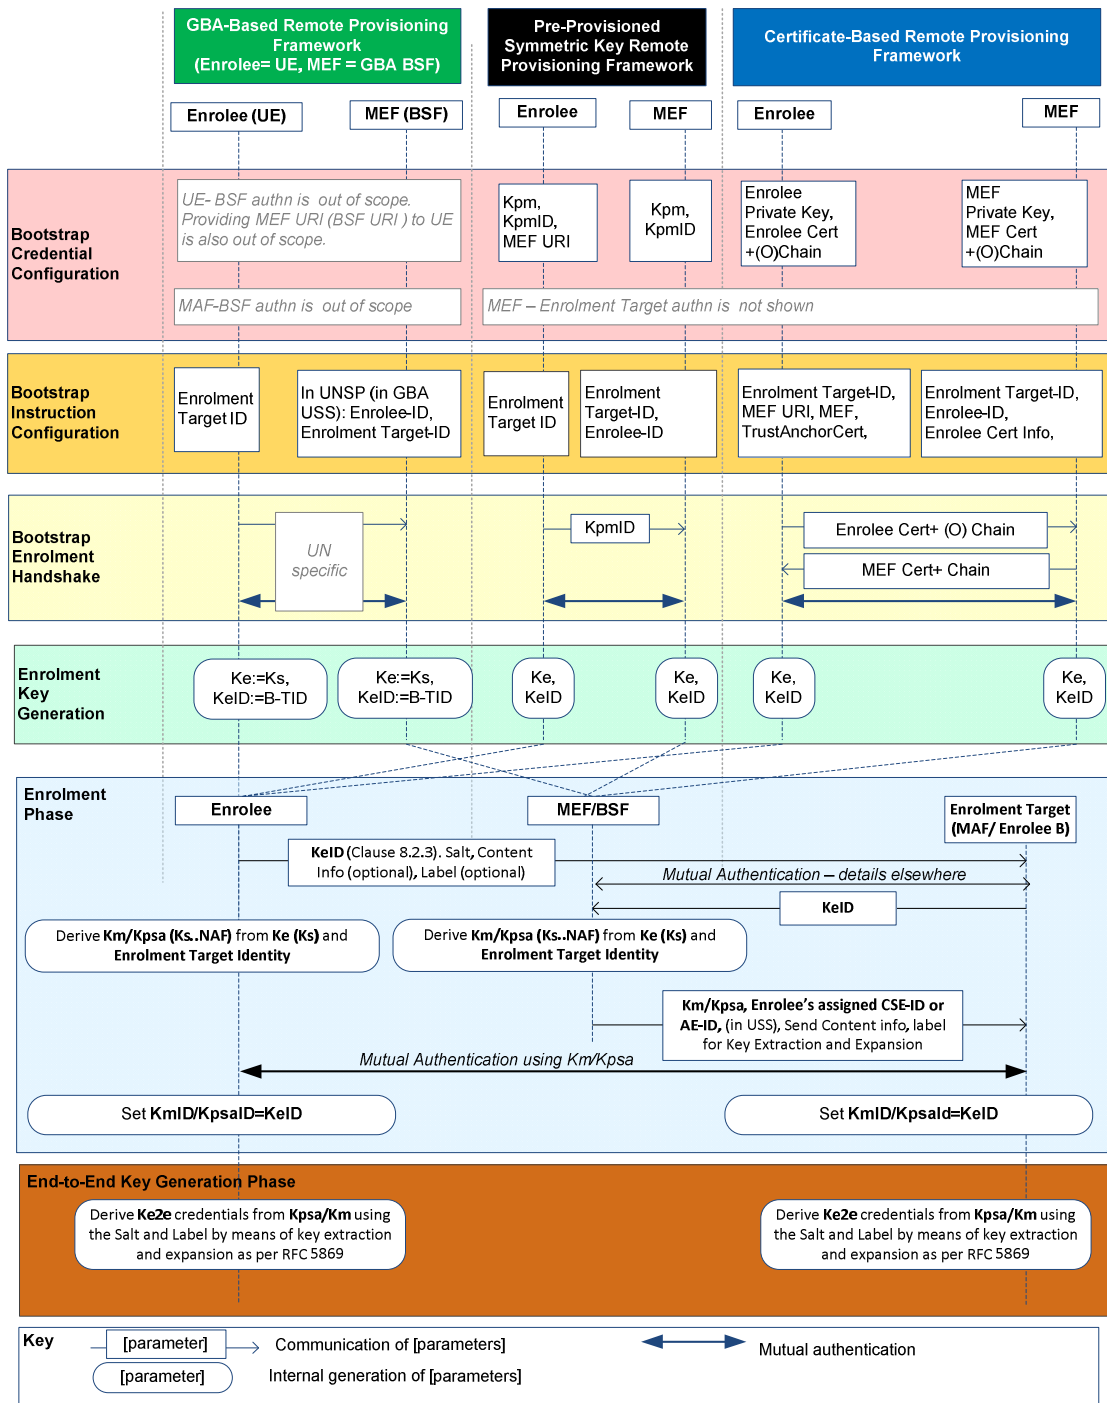 GBA-Based Remote Provisioning
Framework
(Enrolee= UE, MEF = GBA BSF)
Pre-Provisioned
Symmetric Key Remote
Provisioning Framework
Certificate-Based Remote Provisioning
Framework
Enrolee (UE)
MEF (BSF)
Enrolee
MEF
Enrolee
MEF
Bootstrap
Credential
Configuration
UE- BSF authn is out of scope.
Providing MEF URI (BSF URI ) to UE
is also out of scope.
Kpm,
KpmID,
MEF URI
Kpm,
KpmID
Enrolee
Private Key,
Enrolee Cert
+(O)Chain
MEF
Private Key,
MEF Cert
+(O)Chain
MAF-BSF authn is out of scope
MEF – Enrolment Target authn is not shown
Bootstrap
Instruction
Configuration
Enrolment
Target ID
In UNSP (in GBA
USS): Enrolee-ID,
Enrolment Target-ID
Enrolment
Target ID
Enrolment
Target-ID,
Enrolee-ID
Enrolment Target-ID,
MEF URI, MEF,
TrustAnchorCert,
Enrolment Target-ID,
Enrolee-ID,
Enrolee Cert Info,
Bootstrap
Enrolment
Handshake
UN
specific
KpmID
Enrolee Cert+ (O) Chain
MEF Cert+ Chain
Enrolment
Key
Generation
Ke:=Ks,
KeID:=B-TID
Ke:=Ks,
KeID:=B-TID
Ke,
KeID
Ke,
KeID
Ke,
KeID
Ke,
KeID
Enrolment
Phase
Enrolee
MEF/BSF
Enrolment Target
(MAF/ Enrolee B)
KeID (Clause 8.2.3). Salt, Content
Info (optional), Label (optional)
Mutual Authentication – details elsewhere
KeID
Derive Km/Kpsa (Ks..NAF) from Ke (Ks) and
Enrolment Target Identity
Derive Km/Kpsa (Ks..NAF) from Ke (Ks) and
Enrolment Target Identity
Km/Kpsa, Enrolee's assigned CSE-ID or
AE-ID, (in USS), Send Content info, label
for Key Extraction and Expansion
Mutual Authentication using Km/Kpsa
Set KmID/KpsaID=KeID
Set KmID/KpsaId=KeID
End-to-End Key Generation Phase
Derive Ke2e credentials from Kpsa/Km using
the Salt and Label by means of key extraction
and expansion as per RFC 5869
Derive Ke2e credentials from Kpsa/Km using
the Salt and Label by means of key extraction
and expansion as per RFC 5869
Key
[parameter]
Communication of [parameters]
Mutual authentication
[parameter]
Internal generation of [parameters]